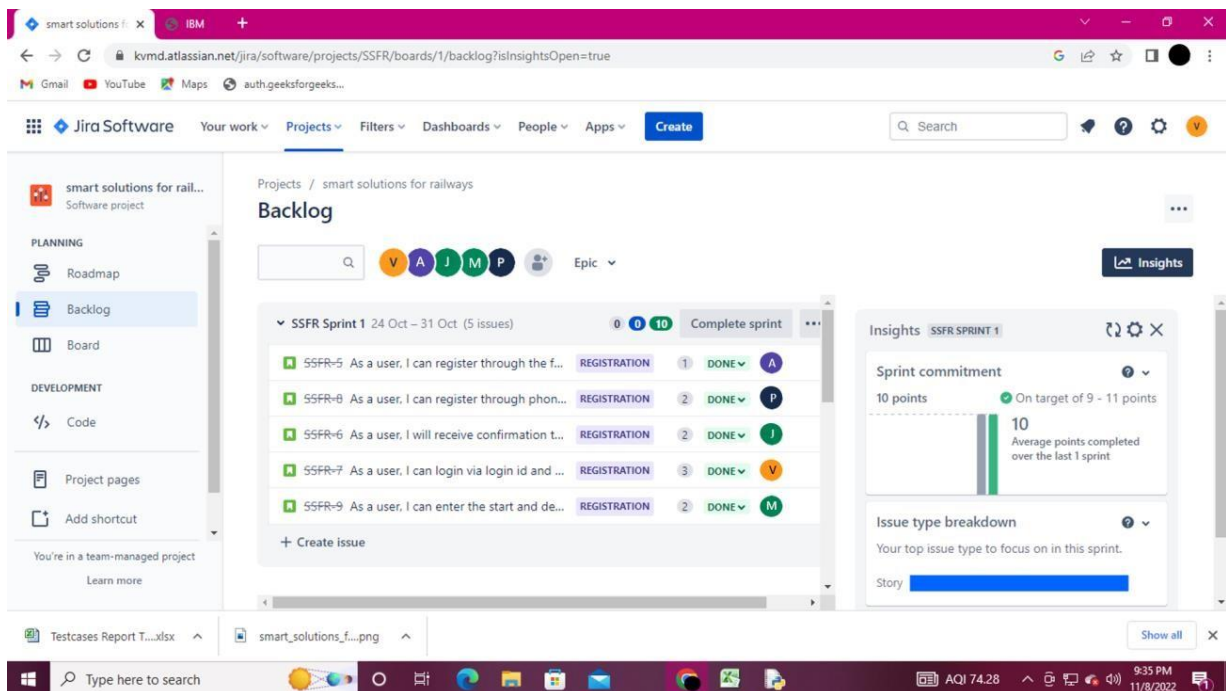 smart solutions f
IBM
kvmd.atlassian.net/jira/software/projects/SSFR/boards/1/backlog?isInsightsOpen=true
G
Gmail YouTube Maps auth.geeksforgeeks...
Jira Software Your work Projects Filters Dashboards People Apps Create Search V
smart solutions for rail...
Software project
PLANNING
Roadmap
Backlog
Board
DEVELOPMENT
Code
Project pages
Add shortcut
You're in a team-managed project
Learn more
Projects / smart solutions for railways
Backlog
V A J M P Epic
Insights
SSFR Sprint 1 24 Oct – 31 Oct (5 issues) 0 0 10 Complete sprint
SSFR-5 As a user, I can register through the f... REGISTRATION 1 DONE A
SSFR-8 As a user, I can register through phon... REGISTRATION 2 DONE P
SSFR-6 As a user, I will receive confirmation t... REGISTRATION 2 DONE J
SSFR-7 As a user, I can login via login id and ... REGISTRATION 3 DONE V
SSFR-9 As a user, I can enter the start and de... REGISTRATION 2 DONE M
+ Create issue
Insights SSFR SPRINT 1
Sprint commitment
10 points On target of 9 - 11 points
10
Average points completed
over the last 1 sprint
Issue type breakdown
Your top issue type to focus on in this sprint.
Story
Testcases Report T....xlsx smart_solutions_f....png Show all
Type here to search AQI 74.28 9:35 PM
11/8/2022 1